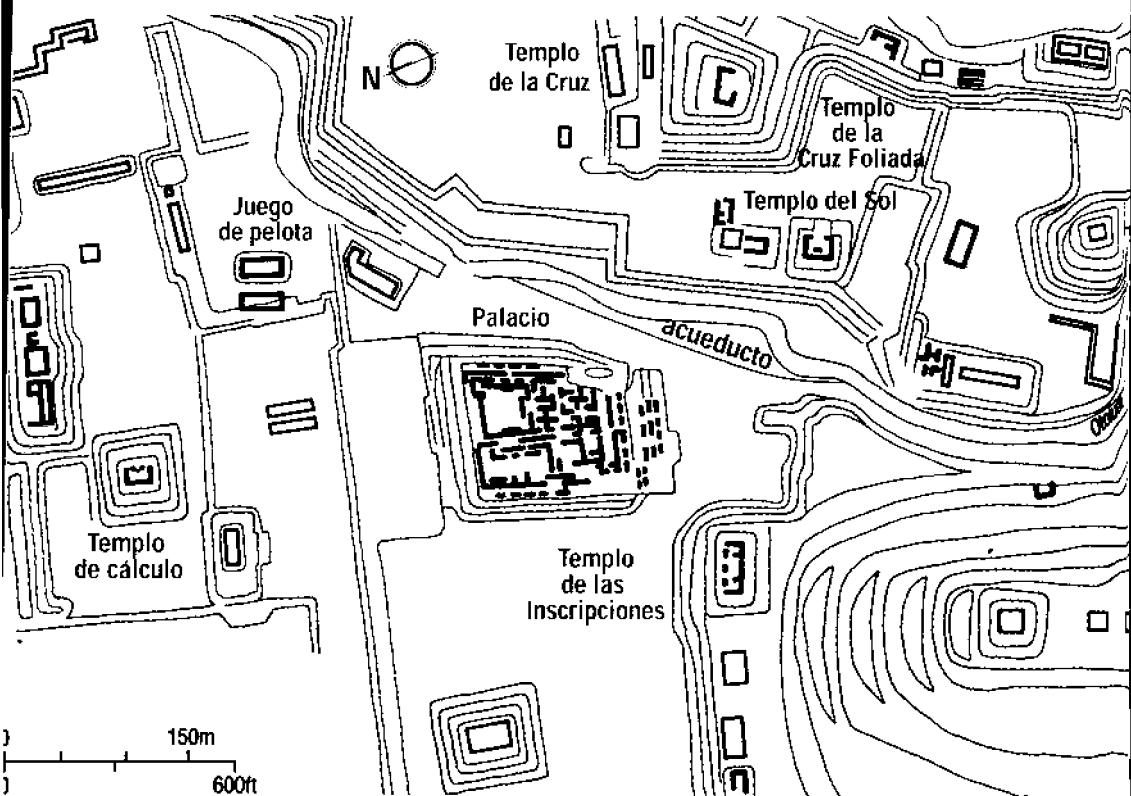 Templo
de la Cruz
N
Templo
de la
Cruz Foliada
Juego
de pelota
Templo del Sol
Palacio
acueducto
Templo
de cálculo
Templo
de las
Inscripciones
150m
600ft